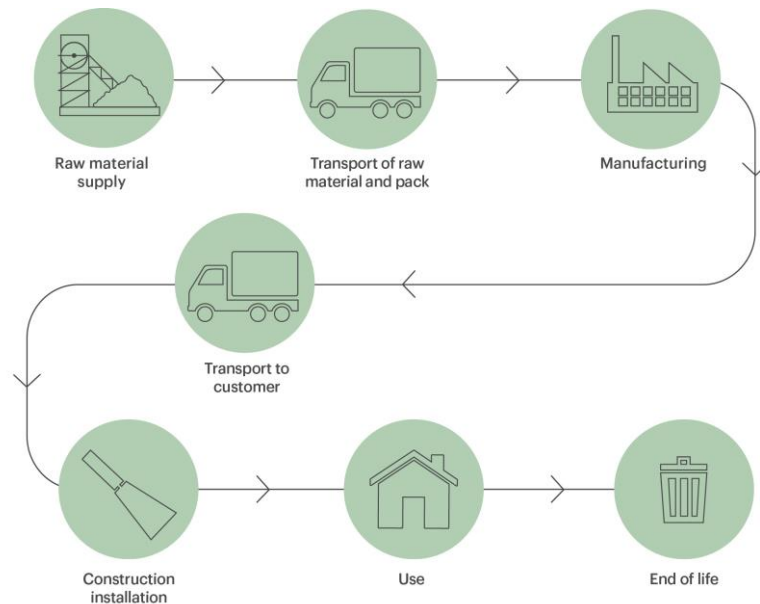 Raw material
supply
Transport of raw
material and pack
Manufacturing
Transport to
customer
Construction
installation
Use
End of life